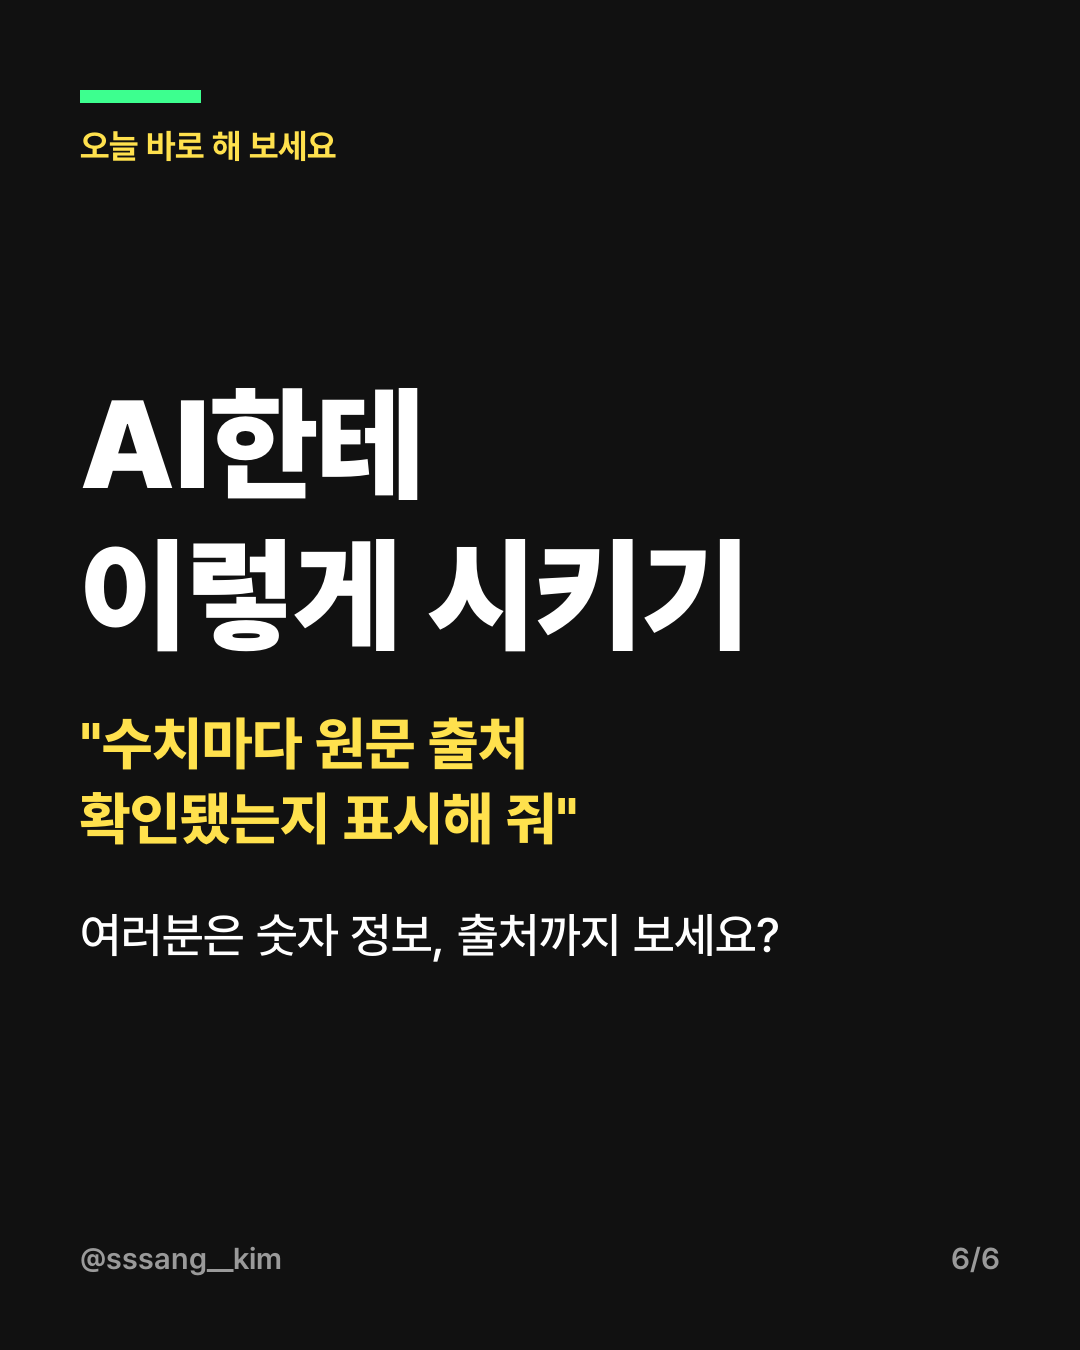 오늘 바로 해 보세요
AI한테
이렇게 시키기
"수치마다 원문 출처
확인됐는지 표시해 줘"
여러분은 숫자 정보, 출처까지 보세요?
@sssang__kim
6/6